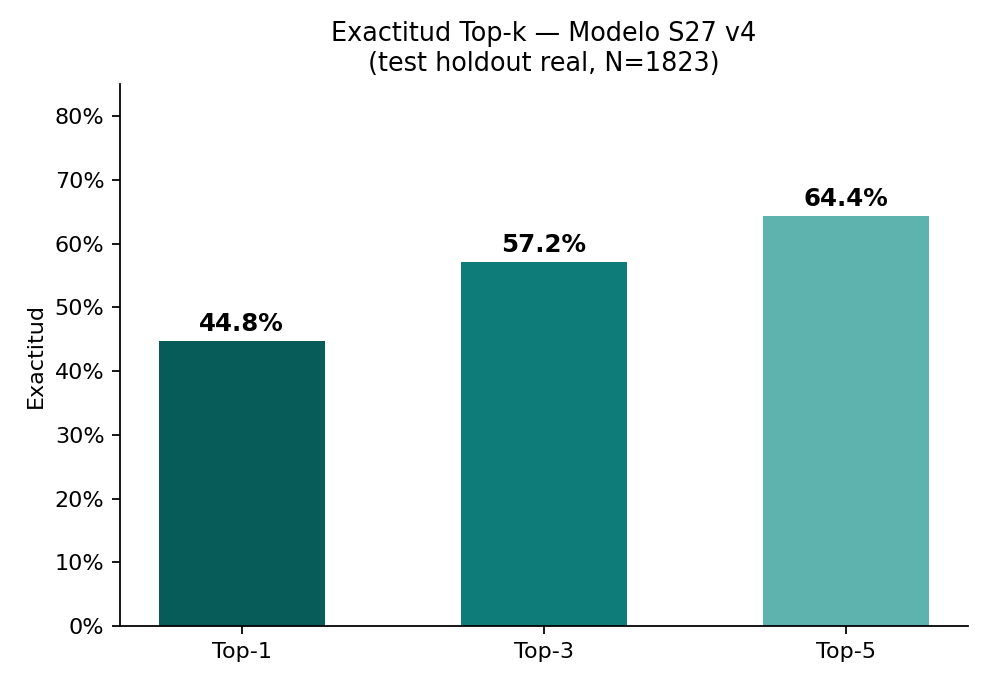 Exactitud Top-k — Modelo S27 v4
(test holdout real, N=1823)
80%
70%
60%
50%
40%
30%
20%
10%
0%
Exactitud
44.8%
57.2%
64.4%
Top-1
Top-3
Top-5